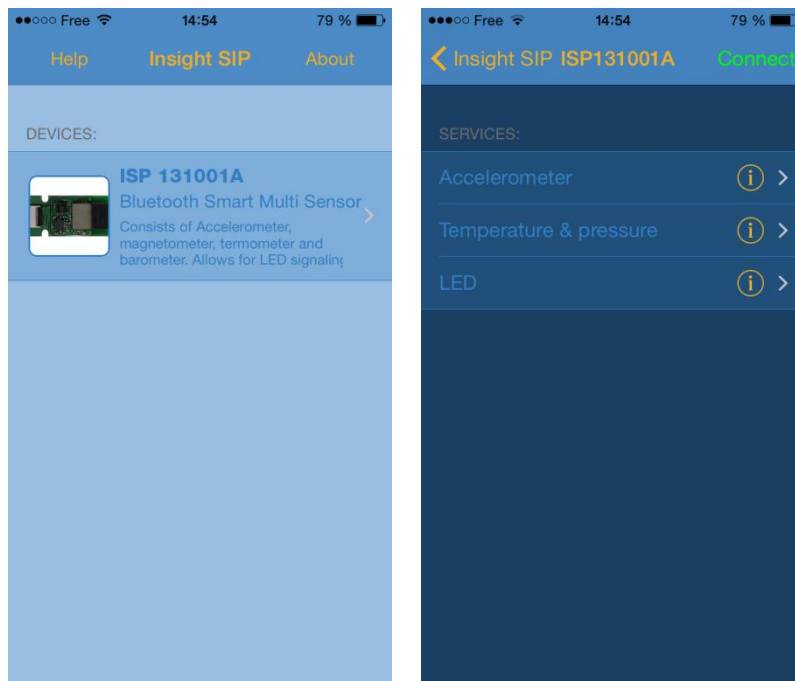 Free 14:54 79 %
Help Insight SIP About
DEVICES:
ISP 131001A
Bluetooth Smart Multi Sensor
Consists of Accelerometer,
magnetometer, termometer and
barometer. Allows for LED signaling
Free 14:54 79 %
Insight SIP ISP131001A Connect
SERVICES:
Accelerometer
Temperature & pressure
LED